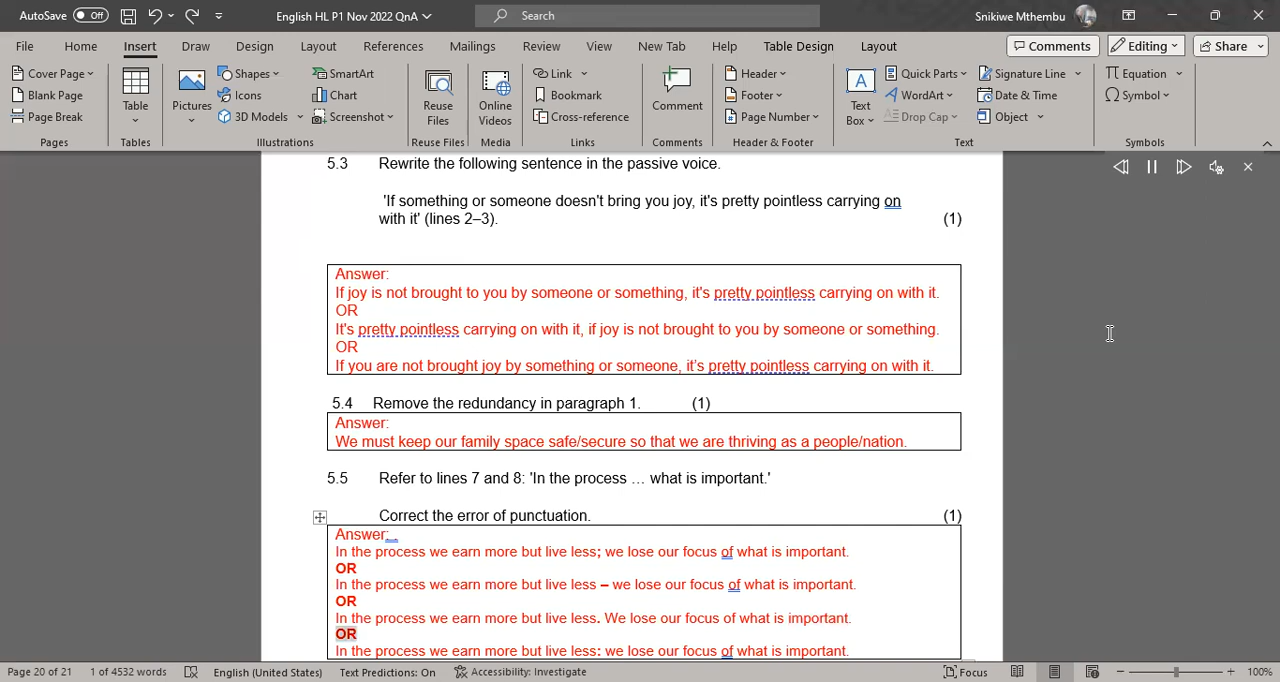 AutoSave Off English HL P1 Nov 2022 QnA Search Snikiwe Mthembu
File Home Insert Draw Design Layout References Mailings Review View New Tab Help Table Design Layout Comments Editing Share
Cover Page
Blank Page
Page Break
Pages
Table
Tables
Pictures
Shapes
Icons
3D Models
SmartArt
Chart
Screenshot
Illustrations
Reuse
Files
Reuse Files
Online
Videos
Media
Link
Bookmark
Cross-reference
Links
Comment
Comments
Header
Footer
Page Number
Header & Footer
A
Text
Box
Quick Parts
WordArt
Drop Cap
Signature Line
Date & Time
Object
Text
Equation
Symbol
Symbols
5.3 Rewrite the following sentence in the passive voice.
'If something or someone doesn't bring you joy, it's pretty pointless carrying on
with it' (lines 2–3). (1)
Answer:
If joy is not brought to you by someone or something, it's pretty pointless carrying on with it.
OR
It's pretty pointless carrying on with it, if joy is not brought to you by someone or something.
OR
If you are not brought joy by something or someone, it's pretty pointless carrying on with it.
5.4 Remove the redundancy in paragraph 1. (1)
Answer:
We must keep our family space safe/secure so that we are thriving as a people/nation.
5.5 Refer to lines 7 and 8: 'In the process … what is important.'
Correct the error of punctuation. (1)
Answer:
In the process we earn more but live less; we lose our focus of what is important.
OR
In the process we earn more but live less – we lose our focus of what is important.
OR
In the process we earn more but live less. We lose our focus of what is important.
OR
In the process we earn more but live less: we lose our focus of what is important.
Page 20 of 21 1 of 4532 words English (United States) Text Predictions: On Accessibility: Investigate Focus 100%